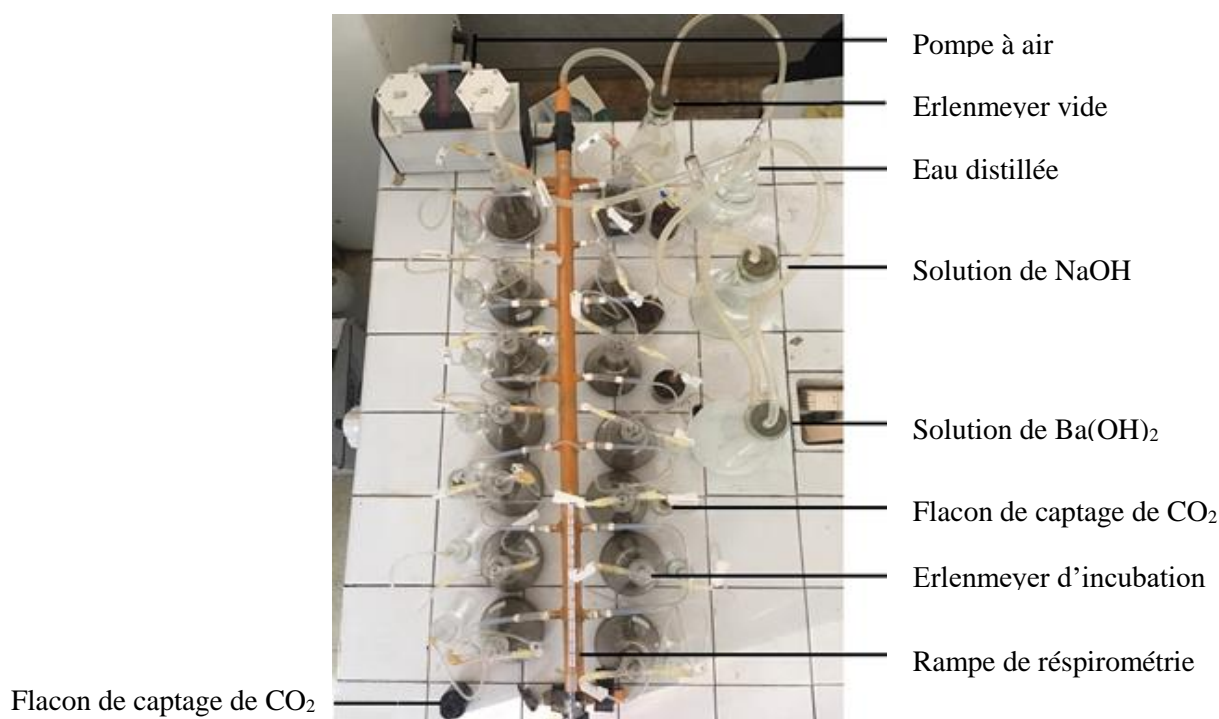 Pompe à air
Erlenmeyer vide
Eau distillée
Solution de NaOH
Solution de Ba(OH)₂
Flacon de captage de CO₂
Erlenmeyer d’incubation
Rampe de réspirométrie
Flacon de captage de CO₂